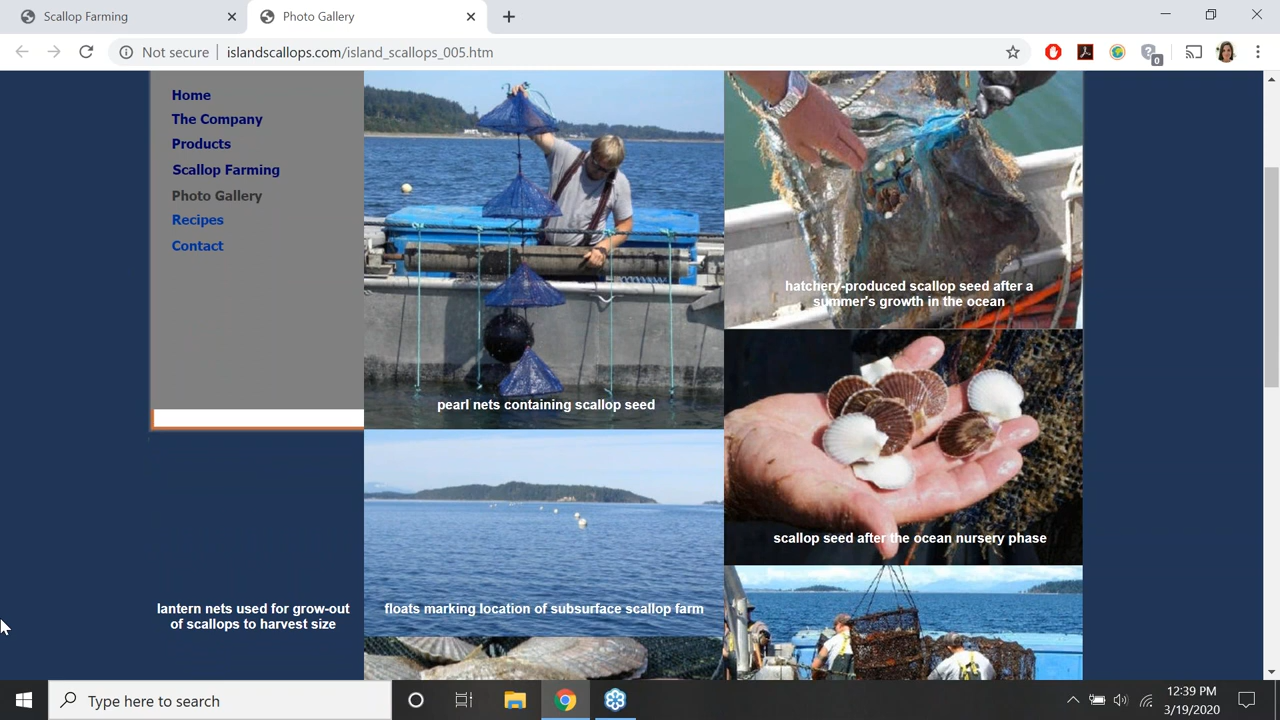 Scallop Farming
Photo Gallery
Not secure
islandscallops.com/island_scallops_005.htm
0
Home
The Company
Products
Scallop Farming
Photo Gallery
Recipes
Contact
pearl nets containing scallop seed
hatchery-produced scallop seed after a
summer's growth in the ocean
scallop seed after the ocean nursery phase
lantern nets used for grow-out
of scallops to harvest size
floats marking location of subsurface scallop farm
Type here to search
12:39 PM
3/19/2020